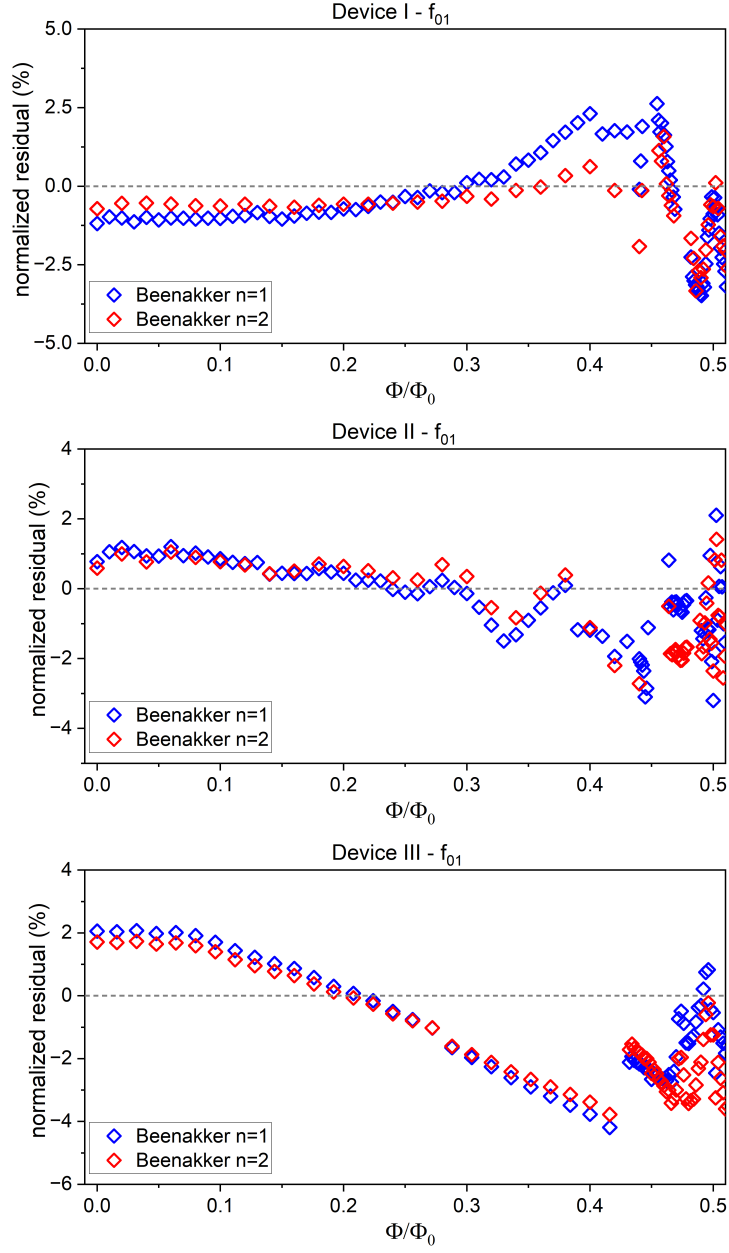 Device I - f₀₁
normalized residual (%)
5.0
2.5
0.0
−2.5
−5.0
Beenakker n=1
Beenakker n=2
0.0 0.1 0.2 0.3 0.4 0.5
Φ/Φ₀
Device II - f₀₁
normalized residual (%)
4
2
0
−2
−4
Beenakker n=1
Beenakker n=2
0.0 0.1 0.2 0.3 0.4 0.5
Φ/Φ₀
Device III - f₀₁
normalized residual (%)
4
2
0
−2
−4
−6
Beenakker n=1
Beenakker n=2
0.0 0.1 0.2 0.3 0.4 0.5
Φ/Φ₀